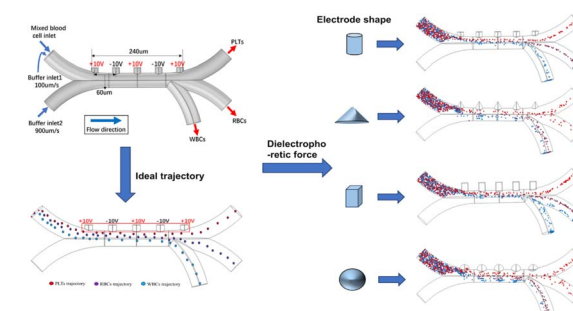 Mixed blood
cell inlet
240um
+10V -10V +10V -10V +10V
PLTs
Buffer inlet1
100um/s
60um
Buffer inlet2
900um/s
Flow direction
WBCs
RBCs
Ideal trajectory
+10V -10V +10V -10V +10V
PLTs trajectory RBCs trajectory WBCs trajectory
Dielectropho
-retic force
Electrode shape